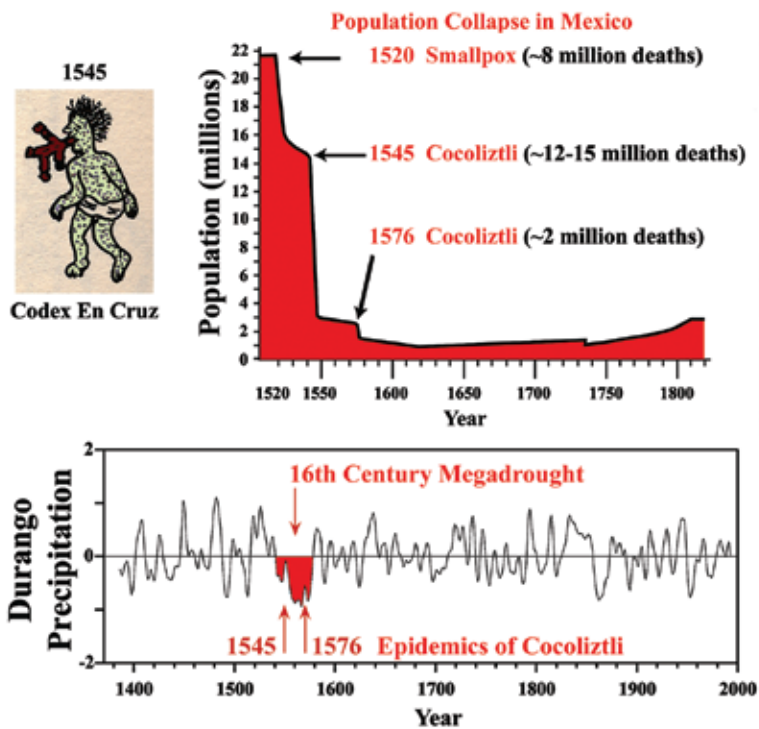 Population Collapse in Mexico
1545
Codex En Cruz
Population (millions)
22
20
18
16
14
12
10
8
6
4
2
0
1520 Smallpox (~8 million deaths)
1545 Cocoliztli (~12-15 million deaths)
1576 Cocoliztli (~2 million deaths)
1520 1550 1600 1650 1700 1750 1800
Year
Durango
Precipitation
2
0
-2
16th Century Megadrought
1545 1576 Epidemics of Cocoliztli
1400 1500 1600 1700 1800 1900 2000
Year